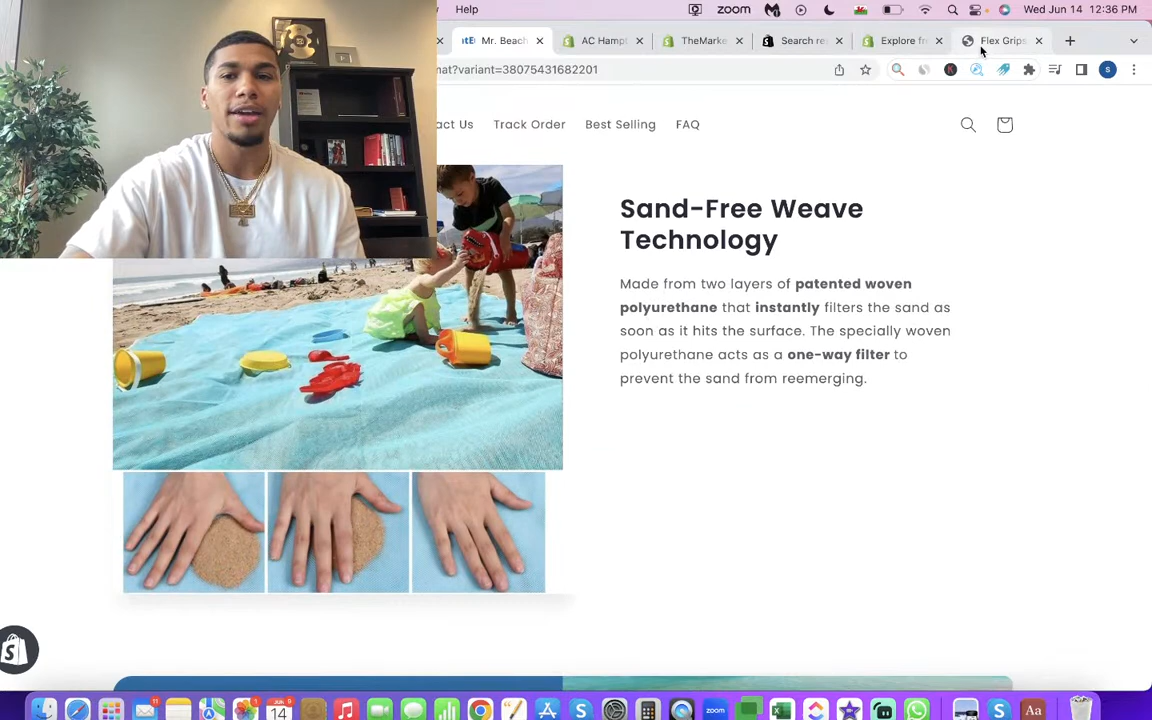 Help
zoom
Wed Jun 14 12:36 PM
Mr. Beach
AC Hampt
TheMarke
Search re
Explore fr
Flex Grips
mat?variant=38075431682201
act Us
Track Order
Best Selling
FAQ
Sand-Free Weave
Technology
Made from two layers of patented woven
polyurethane that instantly filters the sand as
soon as it hits the surface. The specially woven
polyurethane acts as a one-way filter to
prevent the sand from reemerging.